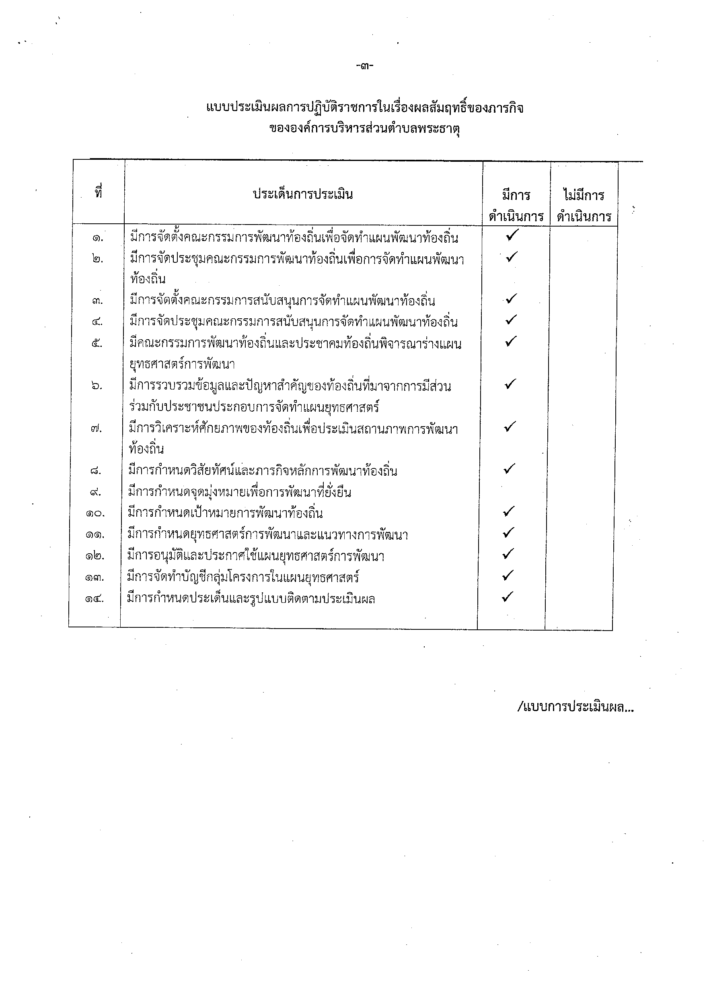 -๓-
แบบประเมินผลการปฏิบัติราชการในเรื่องผลสัมฤทธิ์ของภารกิจ
ขององค์การบริหารส่วนตำบลพระธาตุ
ที่ ประเด็นการประเมิน มีการ ไม่มีการ
ดำเนินการ ดำเนินการ
๑. มีการจัดตั้งคณะกรรมการพัฒนาท้องถิ่นเพื่อจัดทำแผนพัฒนาท้องถิ่น ✓
๒. มีการจัดประชุมคณะกรรมการพัฒนาท้องถิ่นเพื่อการจัดทำแผนพัฒนา ✓
ท้องถิ่น
๓. มีการจัดตั้งคณะกรรมการสนับสนุนการจัดทำแผนพัฒนาท้องถิ่น ✓
๔. มีการจัดประชุมคณะกรรมการสนับสนุนการจัดทำแผนพัฒนาท้องถิ่น ✓
๕. มีคณะกรรมการพัฒนาท้องถิ่นและประชาคมท้องถิ่นพิจารณาร่างแผน ✓
ยุทธศาสตร์การพัฒนา
๖. มีการรวบรวมข้อมูลและปัญหาสำคัญของท้องถิ่นที่มาจากการมีส่วน ✓
ร่วมกับประชาชนประกอบการจัดทำแผนยุทธศาสตร์
๗. มีการวิเคราะห์ศักยภาพของท้องถิ่นเพื่อประเมินสถานภาพการพัฒนา ✓
ท้องถิ่น
๘. มีการกำหนดวิสัยทัศน์และภารกิจหลักการพัฒนาท้องถิ่น ✓
๙. มีการกำหนดจุดมุ่งหมายเพื่อการพัฒนาที่ยั่งยืน
๑๐. มีการกำหนดเป้าหมายการพัฒนาท้องถิ่น ✓
๑๑. มีการกำหนดยุทธศาสตร์การพัฒนาและแนวทางการพัฒนา ✓
๑๒. มีการอนุมัติและประกาศใช้แผนยุทธศาสตร์การพัฒนา ✓
๑๓. มีการจัดทำบัญชีกลุ่มโครงการในแผนยุทธศาสตร์ ✓
๑๔. มีการกำหนดประเด็นและรูปแบบติดตามประเมินผล ✓
/แบบการประเมินผล...